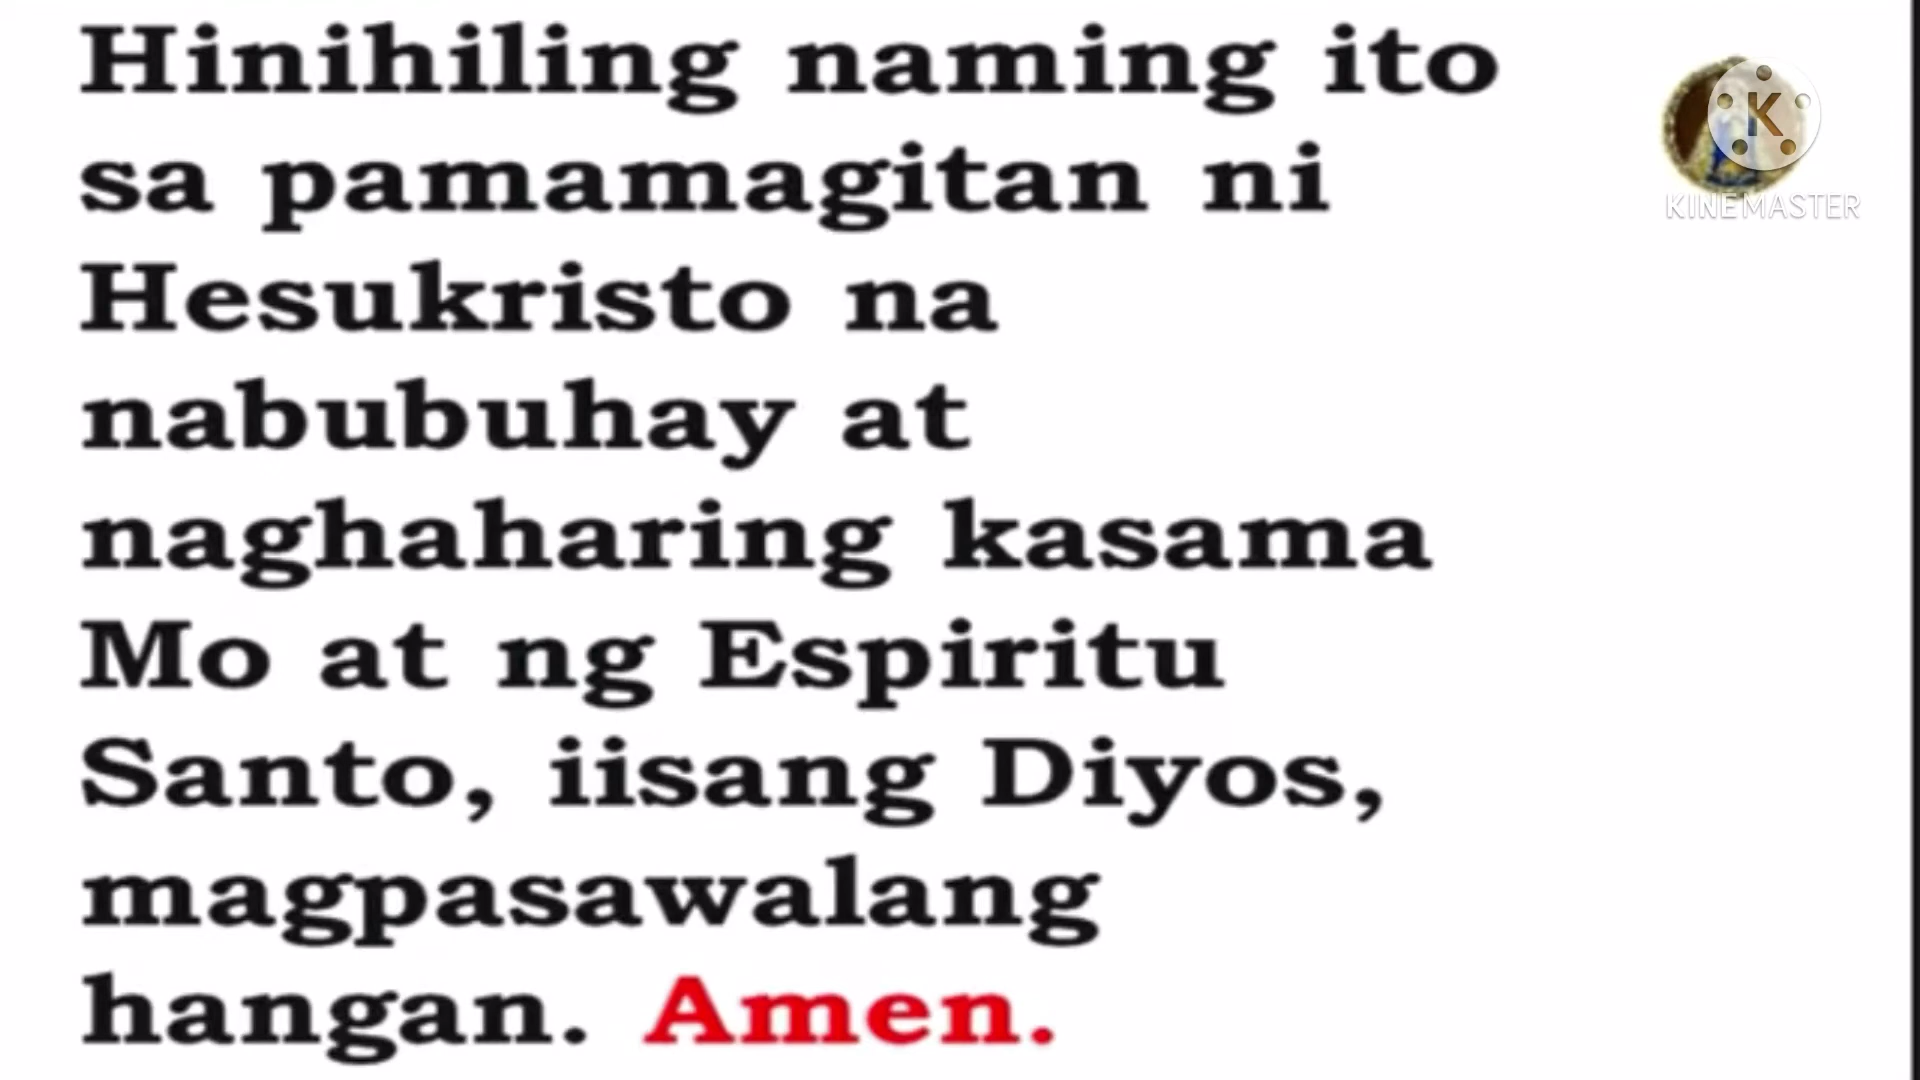 Hinihiling naming ito
sa pamamagitan ni
Hesukristo na
nabubuhay at
naghaharing kasama
Mo at ng Espiritu
Santo, iisang Diyos,
magpasawalang
hangan. Amen.
K
KINEMASTER